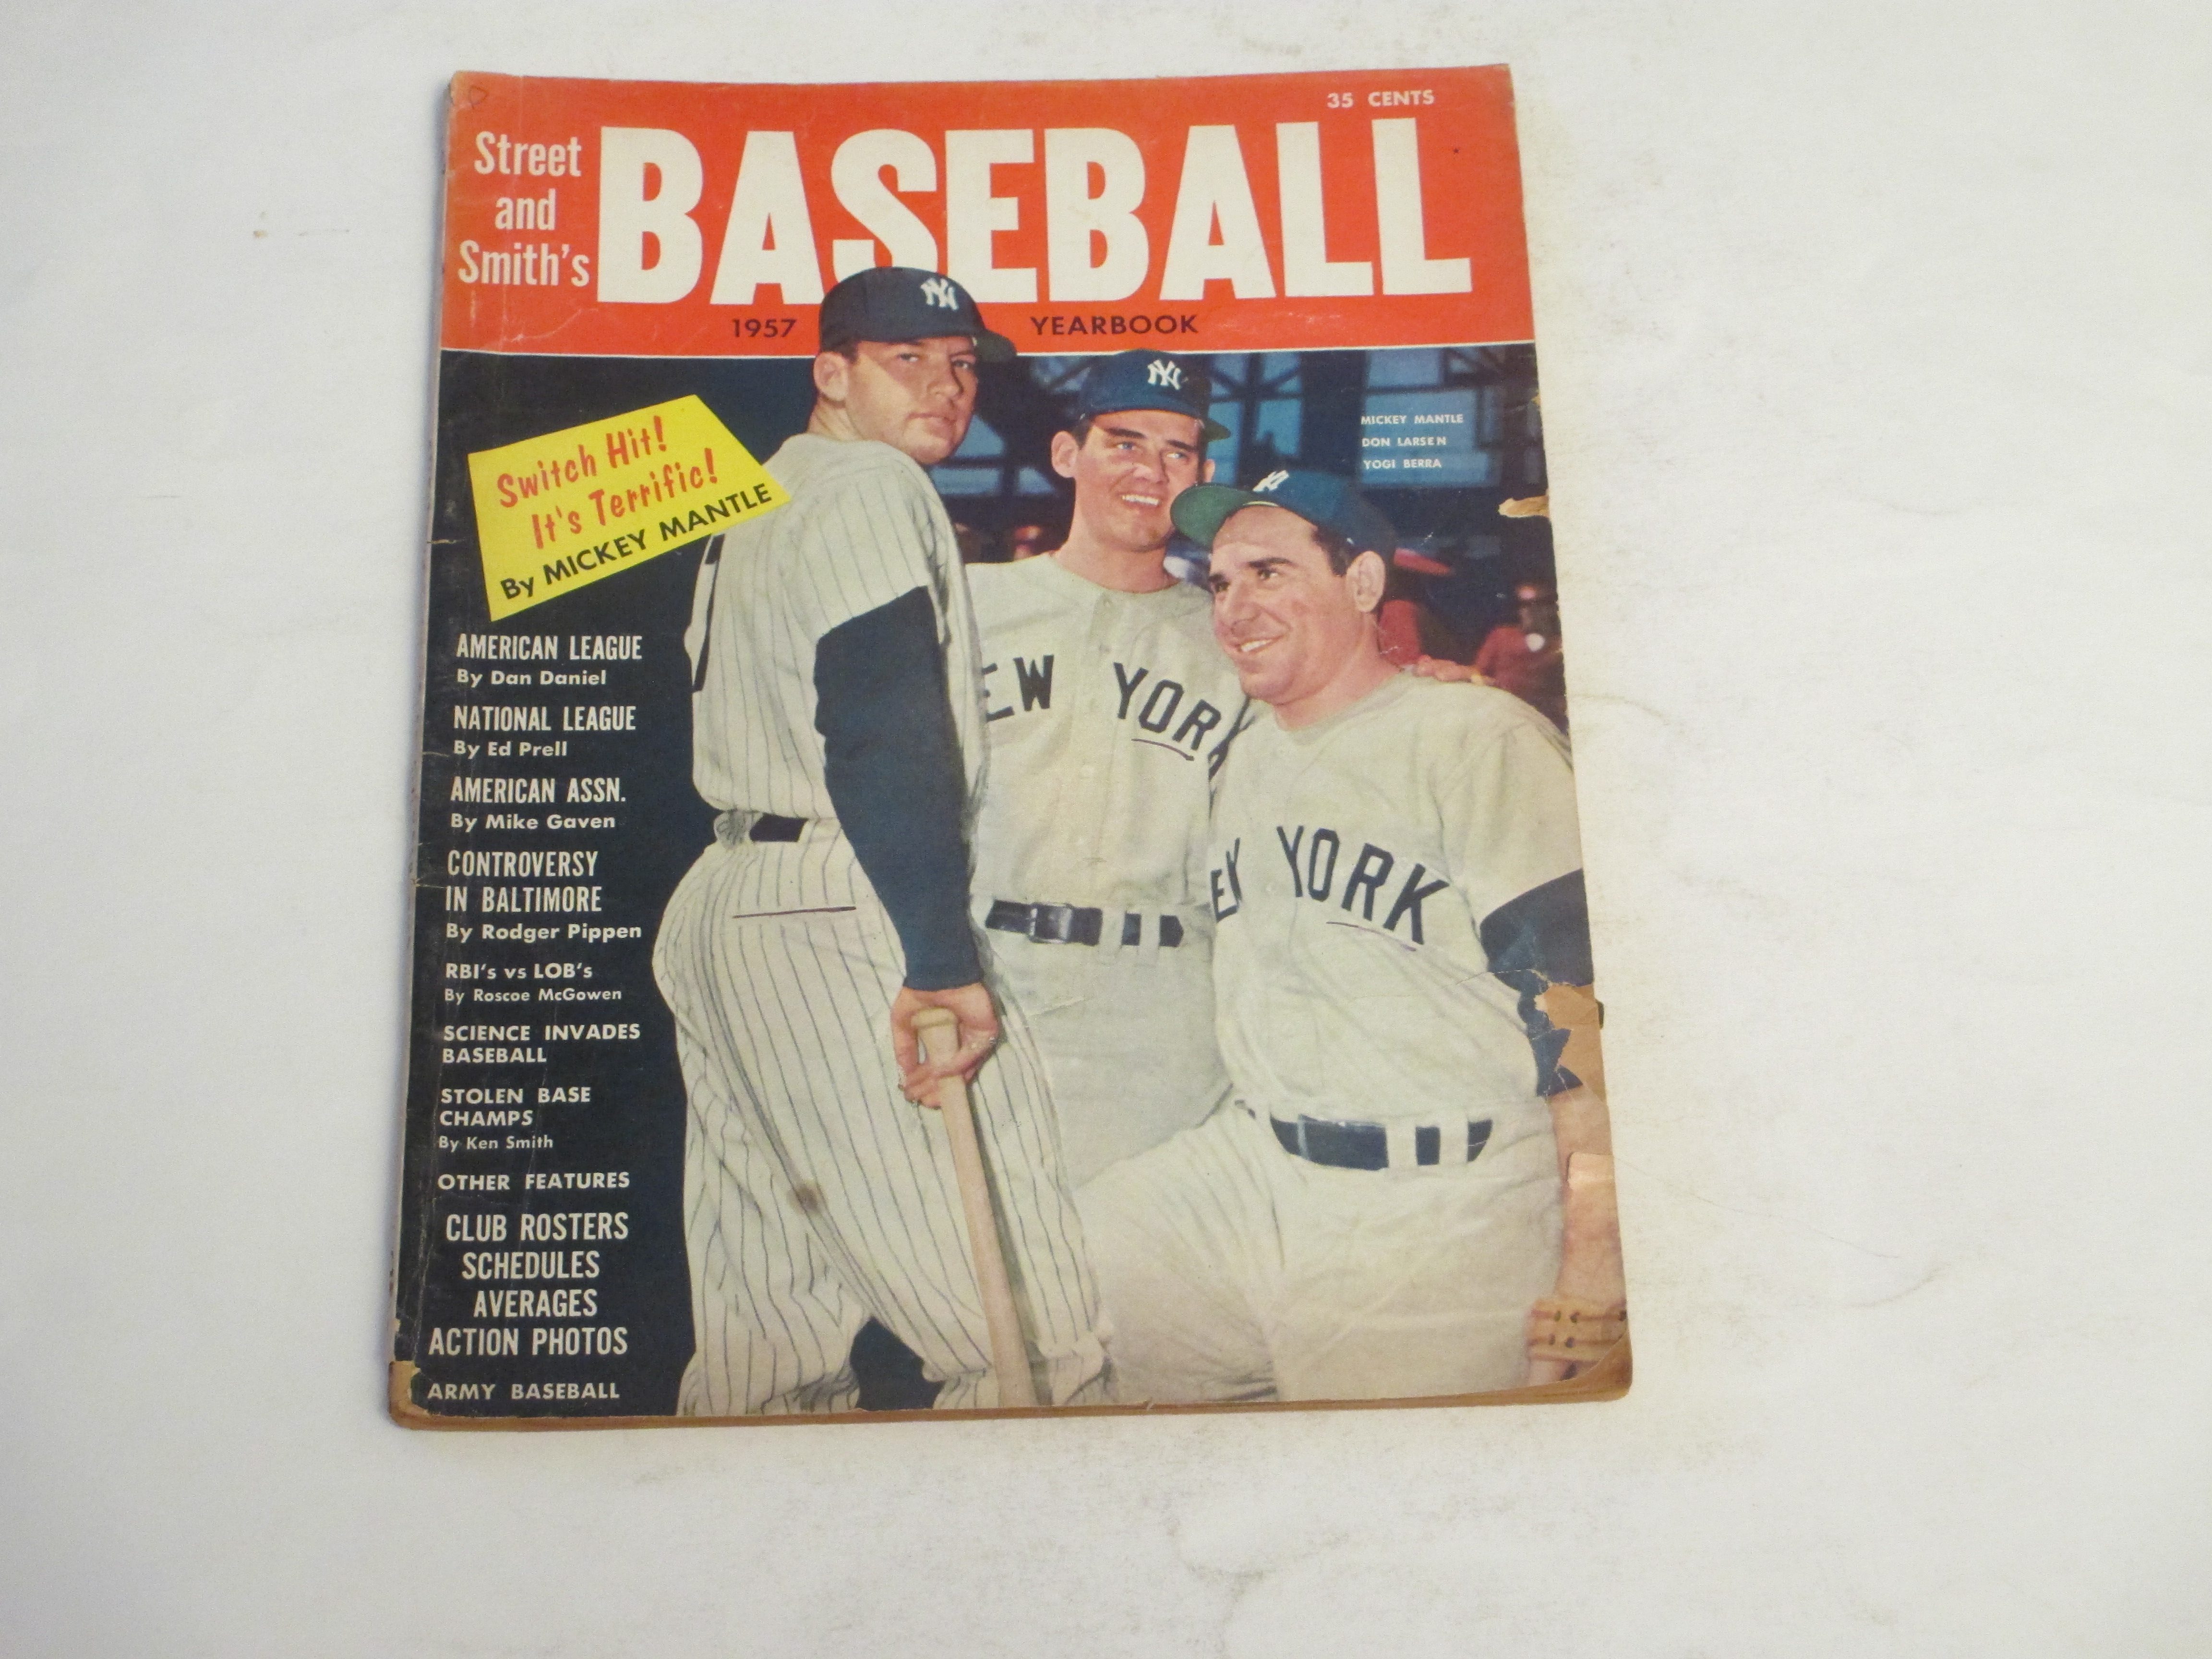 35 CENTS
Street
and
Smith's
BASEBALL
1957 YEARBOOK
NY
NY
NY
MICKEY MANTLE
DON LARSEN
YOGI BERRA
Switch Hit!
It's Terrific!
By MICKEY MANTLE
AMERICAN LEAGUE
By Dan Daniel
NATIONAL LEAGUE
By Ed Prell
AMERICAN ASSN.
By Mike Gaven
CONTROVERSY
IN BALTIMORE
By Rodger Pippen
RBI's vs LOB's
By Roscoe McGowen
SCIENCE INVADES
BASEBALL
STOLEN BASE
CHAMPS
By Ken Smith
OTHER FEATURES
CLUB ROSTERS
SCHEDULES
AVERAGES
ACTION PHOTOS
ARMY BASEBALL
EW YORK
EW YORK